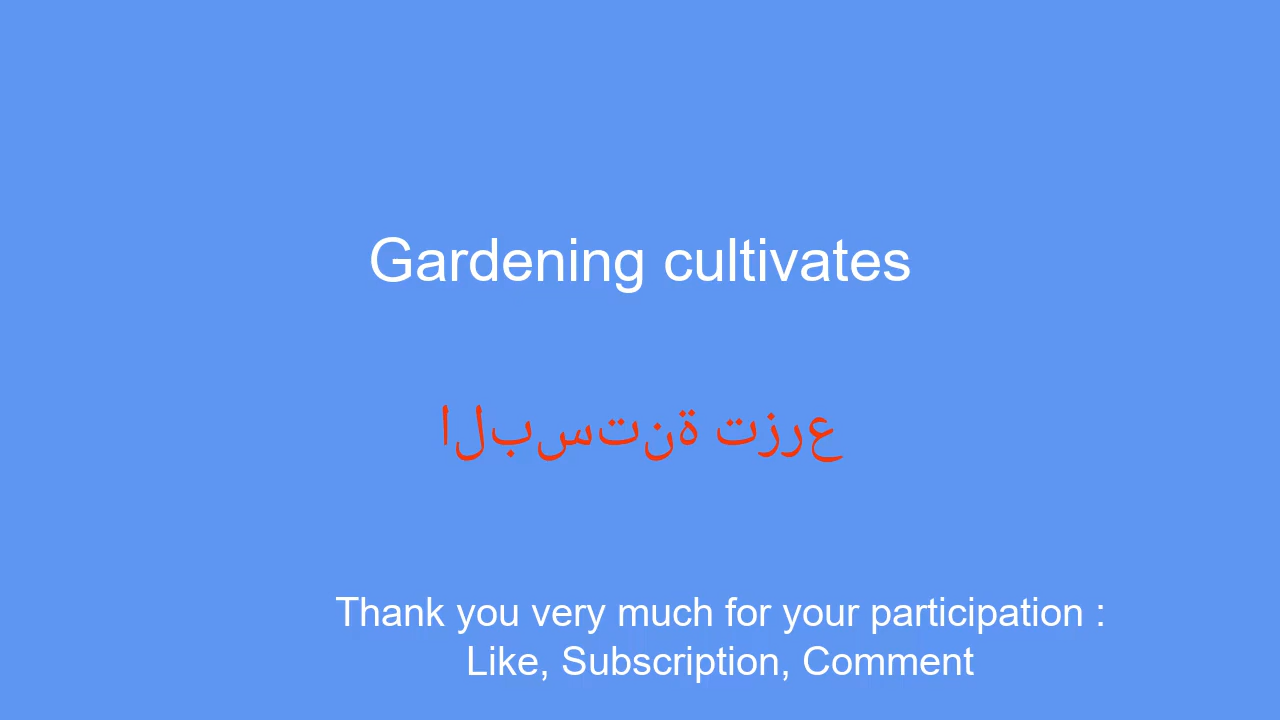 Gardening cultivates
البستنة تزرع
Thank you very much for your participation :
Like, Subscription, Comment